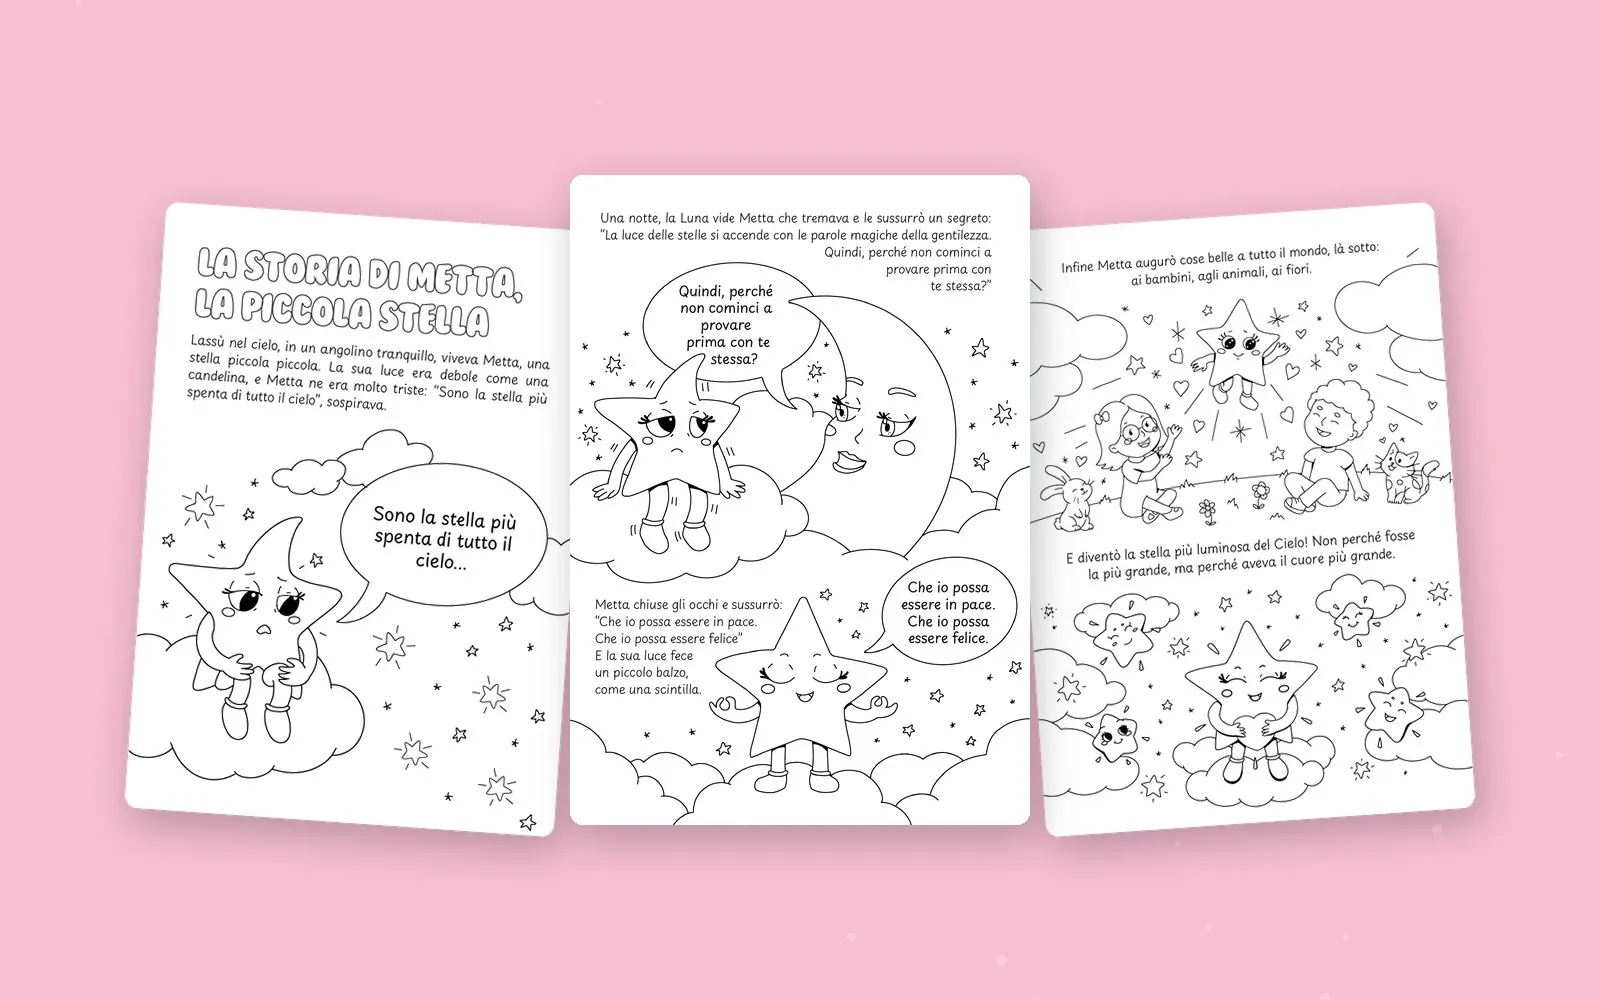 LA STORIA DI METTA,
LA PICCOLA STELLA
Lassù nel cielo, in un angolino tranquillo, viveva Metta, una
stella piccola piccola. La sua luce era debole come una
candelina, e Metta ne era molto triste: “Sono la stella più
spenta di tutto il cielo”, sospirava.
Sono la stella più
spenta di tutto il
cielo...
Una notte, la Luna vide Metta che tremava e le sussurrò un segreto:
“La luce delle stelle si accende con le parole magiche della gentilezza.
Quindi, perché non cominci a
provare prima con
te stessa?”
Quindi, perché
non cominci a
provare
prima con te
stessa?
Metta chiuse gli occhi e sussurrò:
“Che io possa essere in pace.
Che io possa essere felice”
E la sua luce fece
un piccolo balzo,
come una scintilla.
Che io possa
essere in pace.
Che io possa
essere felice.
Infine Metta augurò cose belle a tutto il mondo, là sotto:
ai bambini, agli animali, ai fiori.
E diventò la stella più luminosa del Cielo! Non perché fosse
la più grande, ma perché aveva il cuore più grande.